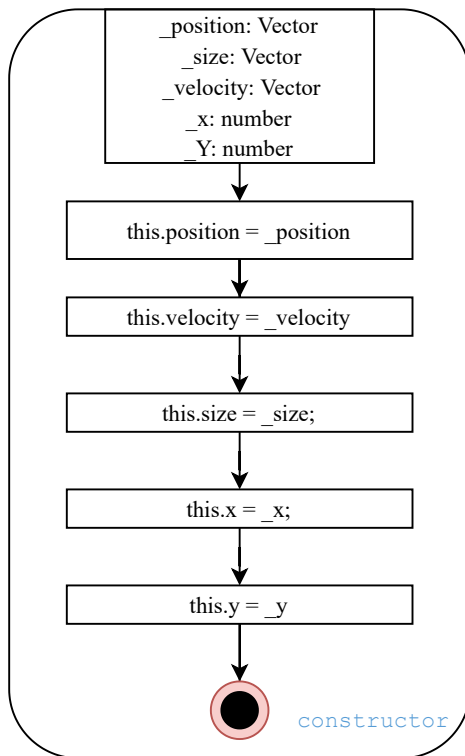 _position: Vector
_size: Vector
_velocity: Vector
_x: number
_Y: number
this.position = _position
this.velocity = _velocity
this.size = _size;
this.x = _x;
this.y = _y
constructor